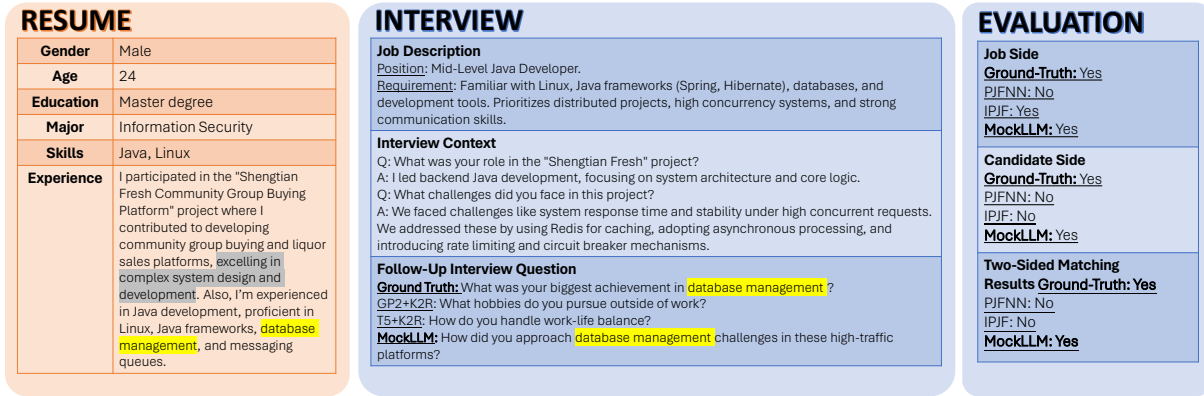 RESUME
Gender Male
Age 24
Education Master degree
Major Information Security
Skills Java, Linux
Experience I participated in the "Shengtian
Fresh Community Group Buying
Platform" project where I
contributed to developing
community group buying and liquor
sales platforms, excelling in
complex system design and
development. Also, I'm experienced
in Java development, proficient in
Linux, Java frameworks, database
management, and messaging
queues.
INTERVIEW
Job Description
Position: Mid-Level Java Developer.
Requirement: Familiar with Linux, Java frameworks (Spring, Hibernate), databases, and
development tools. Prioritizes distributed projects, high concurrency systems, and strong
communication skills.
Interview Context
Q: What was your role in the "Shengtian Fresh" project?
A: I led backend Java development, focusing on system architecture and core logic.
Q: What challenges did you face in this project?
A: We faced challenges like system response time and stability under high concurrent requests.
We addressed these by using Redis for caching, adopting asynchronous processing, and
introducing rate limiting and circuit breaker mechanisms.
Follow-Up Interview Question
Ground Truth: What was your biggest achievement in database management ?
GP2+K2R: What hobbies do you pursue outside of work?
T5+K2R: How do you handle work-life balance?
MockLLM: How did you approach database management challenges in these high-traffic
platforms?
EVALUATION
Job Side
Ground-Truth: Yes
PJFNN: No
IPJF: Yes
MockLLM: Yes
Candidate Side
Ground-Truth: Yes
PJFNN: No
IPJF: No
MockLLM: Yes
Two-Sided Matching
Results Ground-Truth: Yes
PJFNN: No
IPJF: No
MockLLM: Yes